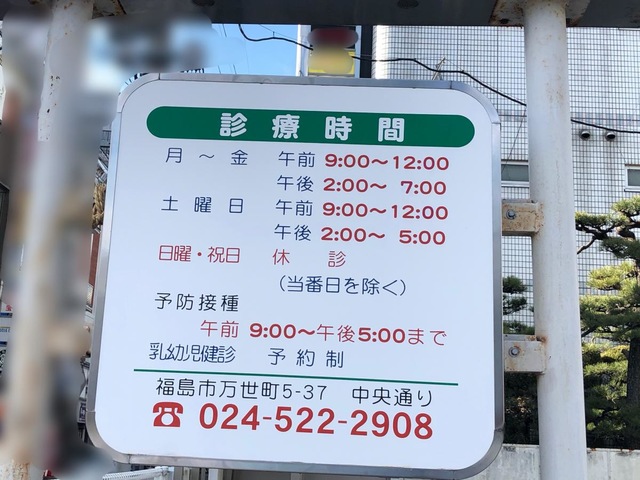 診療時間
月～金 午前 9:00～12:00
午後 2:00～ 7:00
土曜日 午前 9:00～12:00
午後 2:00～ 5:00
日曜・祝日 休診
（当番日を除く）
予防接種
午前 9:00～午後5:00まで
乳幼児健診 予約制
福島市万世町5-37 中央通り
☎ 024-522-2908